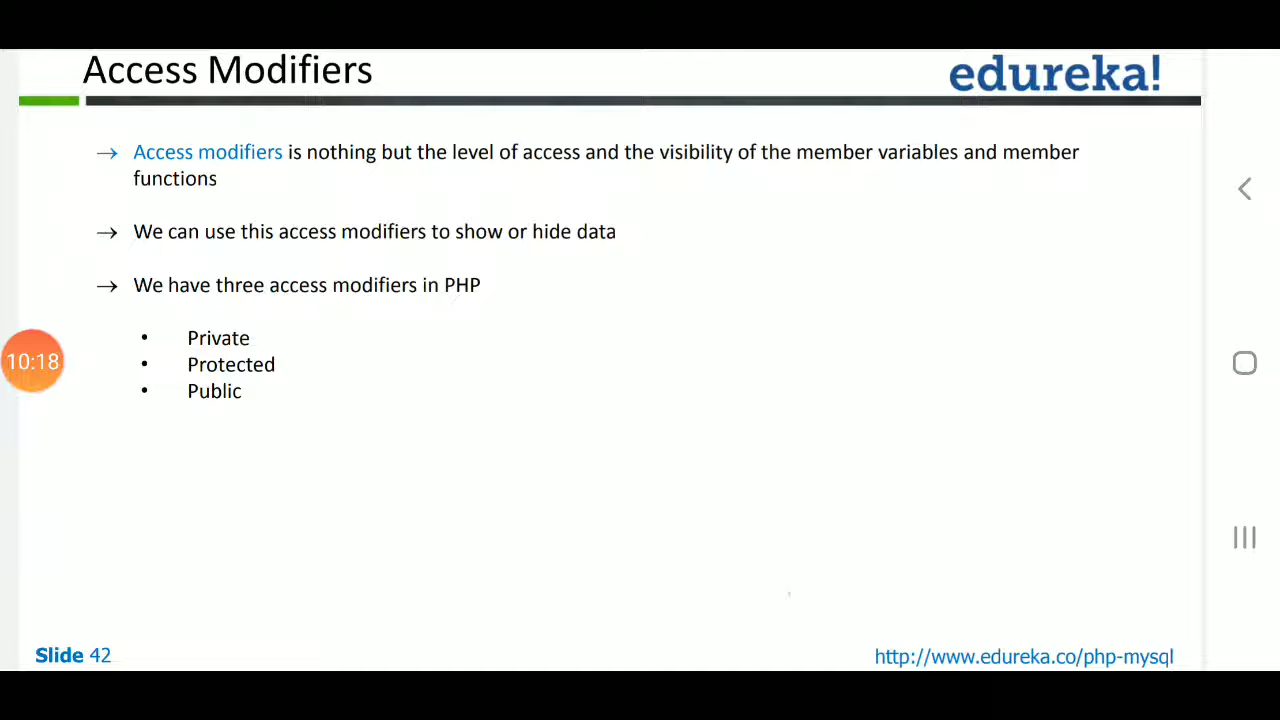 Access Modifiers
edureka!
→ Access modifiers is nothing but the level of access and the visibility of the member variables and member
functions
→ We can use this access modifiers to show or hide data
→ We have three access modifiers in PHP
• Private
• Protected
• Public
10:18
Slide 42
http://www.edureka.co/php-mysql